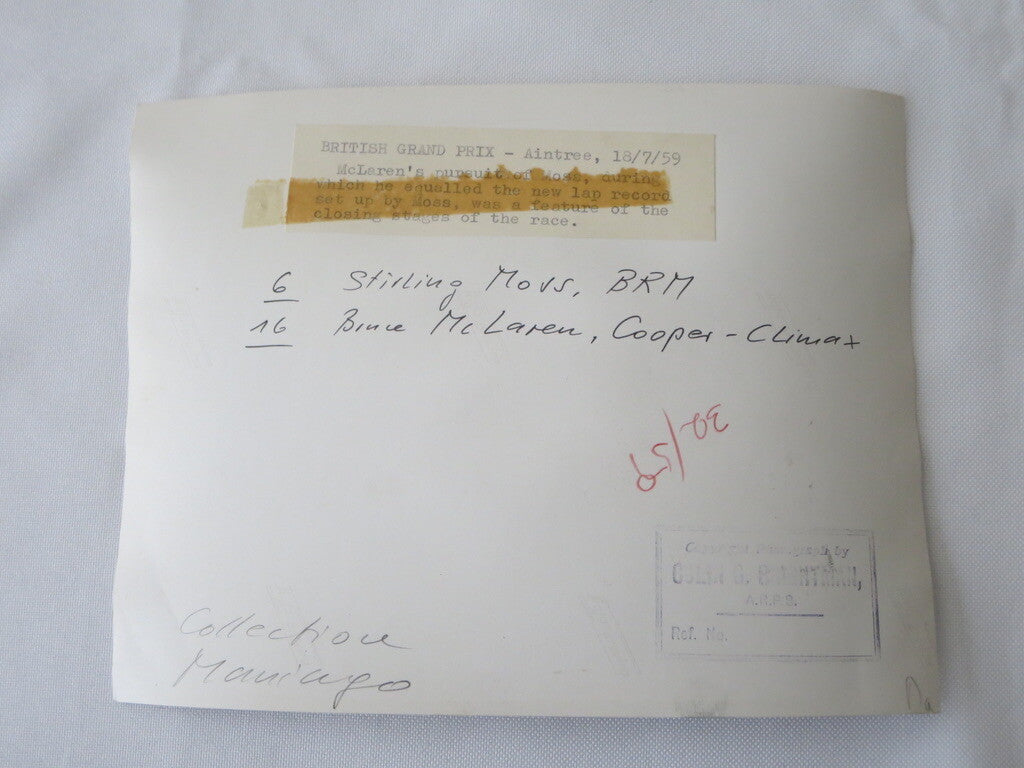 BRITISH GRAND PRIX - Aintree, 18/7/59
McLaren's pursuit of Moss, during
which he equalled the new lap record
set up by Moss, was a feature of the
closing stages of the race.
6 Stirling Moss, BRM
16 Bruce McLaren, Cooper-Climax
Copyright Photograph by
COLIN G.
A.R.P.S.
Ref. No.
Collection
Maniago